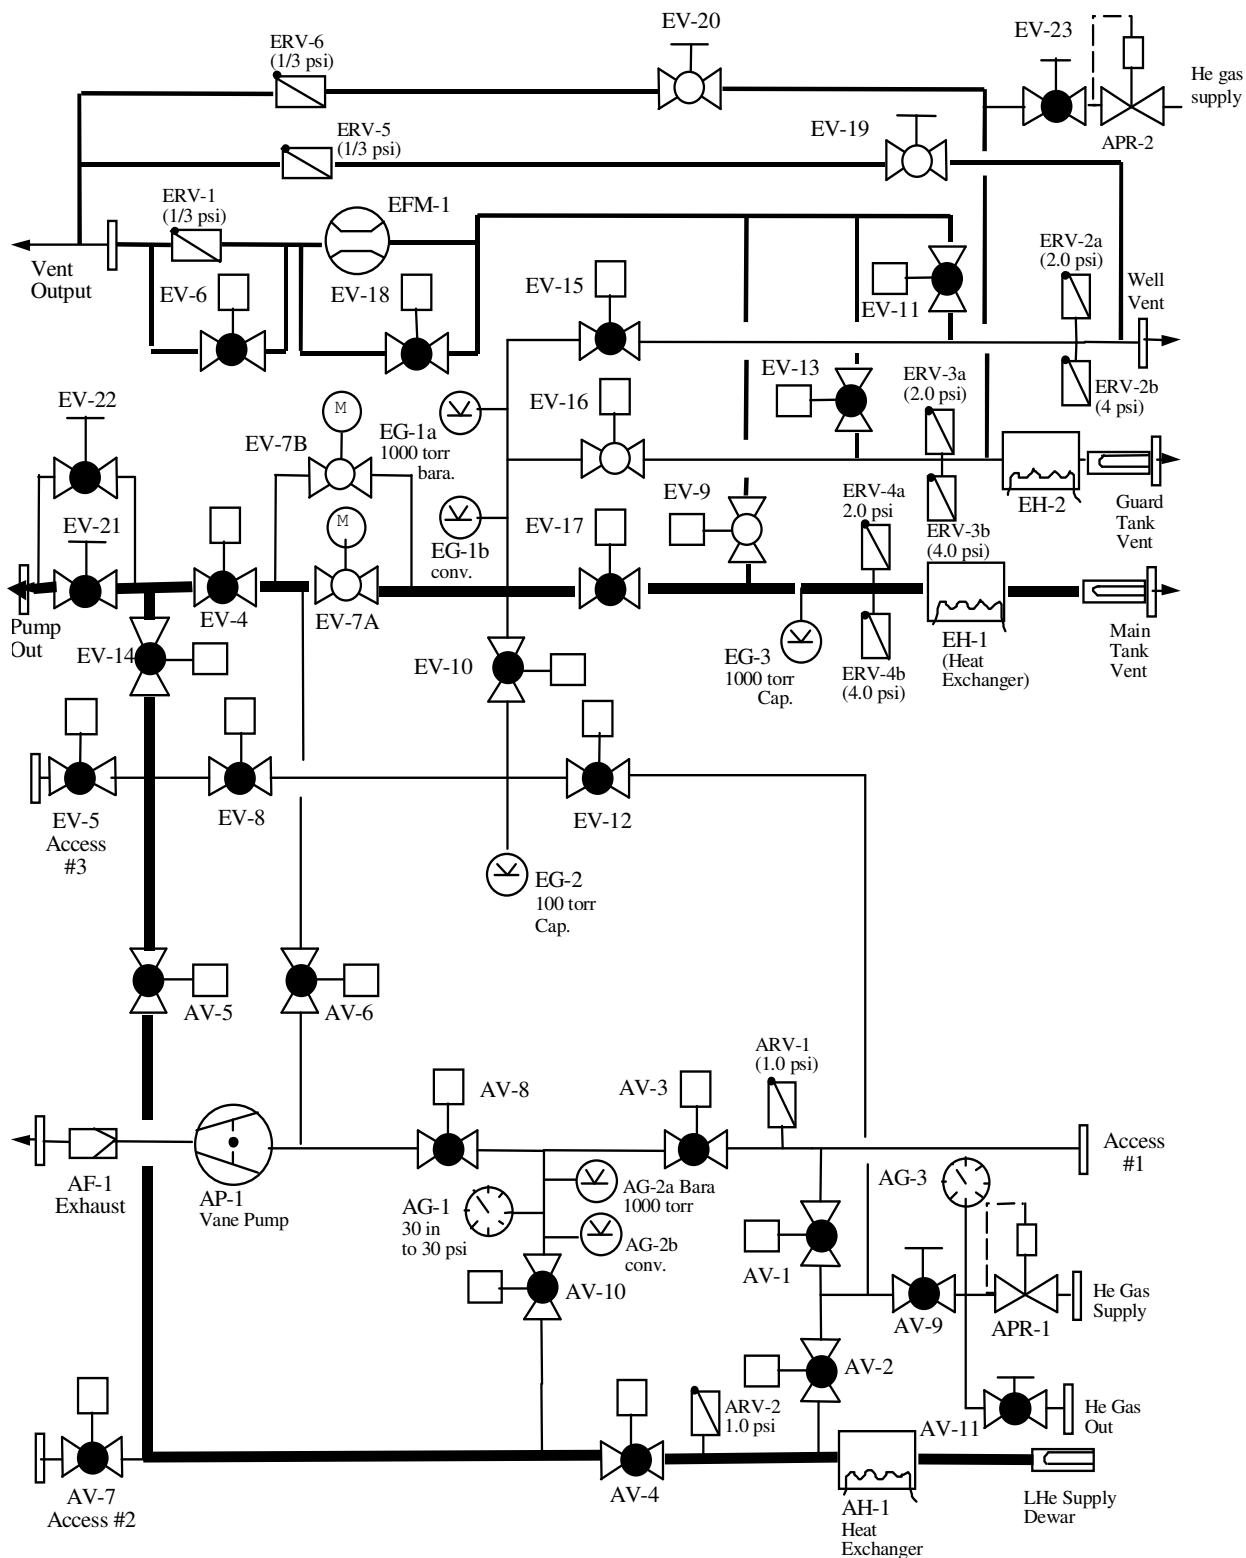 EV-20
ERV-6
(1/3 psi)
EV-23
He gas
supply
ERV-5
(1/3 psi)
EV-19
APR-2
ERV-1
(1/3 psi)
EFM-1
ERV-2a
(2.0 psi)
Vent
Output
EV-6
EV-18
EV-15
EV-11
Well
Vent
EV-13
ERV-3a
(2.0 psi)
ERV-2b
(4 psi)
EV-22
M
EV-7B
EG-1a
1000 torr
bara.
EV-16
EV-9
ERV-4a
2.0 psi
EH-2
Guard
Tank
Vent
EV-21
M
EG-1b
conv.
EV-17
ERV-3b
(4.0 psi)
Pump
Out
EV-4
EV-7A
EV-14
EV-10
EG-3
1000 torr
Cap.
ERV-4b
(4.0 psi)
EH-1
(Heat
Exchanger)
Main
Tank
Vent
EV-5
Access
#3
EV-8
EV-12
EG-2
100 torr
Cap.
AV-5
AV-6
ARV-1
(1.0 psi)
AV-8
AV-3
Access
#1
AF-1
Exhaust
AP-1
Vane Pump
AG-1
30 in
to 30 psi
AG-2a Bara
1000 torr
AG-2b
conv.
AG-3
AV-1
AV-10
AV-9
APR-1
He Gas
Supply
AV-2
ARV-2
1.0 psi
AV-11
He Gas
Out
AV-7
Access #2
AV-4
AH-1
Heat
Exchanger
LHe Supply
Dewar